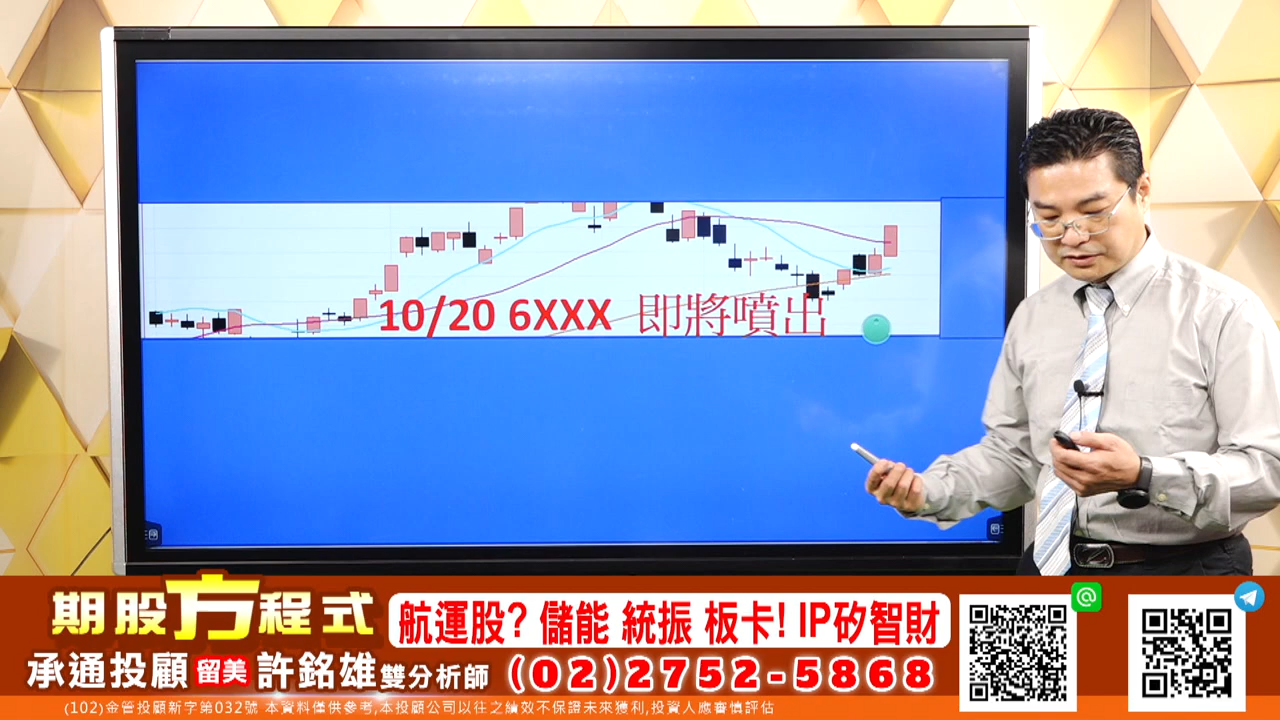 10/20 6XXX 即將噴出
期股方程式
航運股? 儲能 統振 板卡! IP矽智財
承通投顧 留美 許銘雄 雙分析師 (02)2752-5868
(102)金管投顧新字第032號 本資料僅供參考,本投顧公司以往之績效不保證未來獲利,投資人應審慎評估